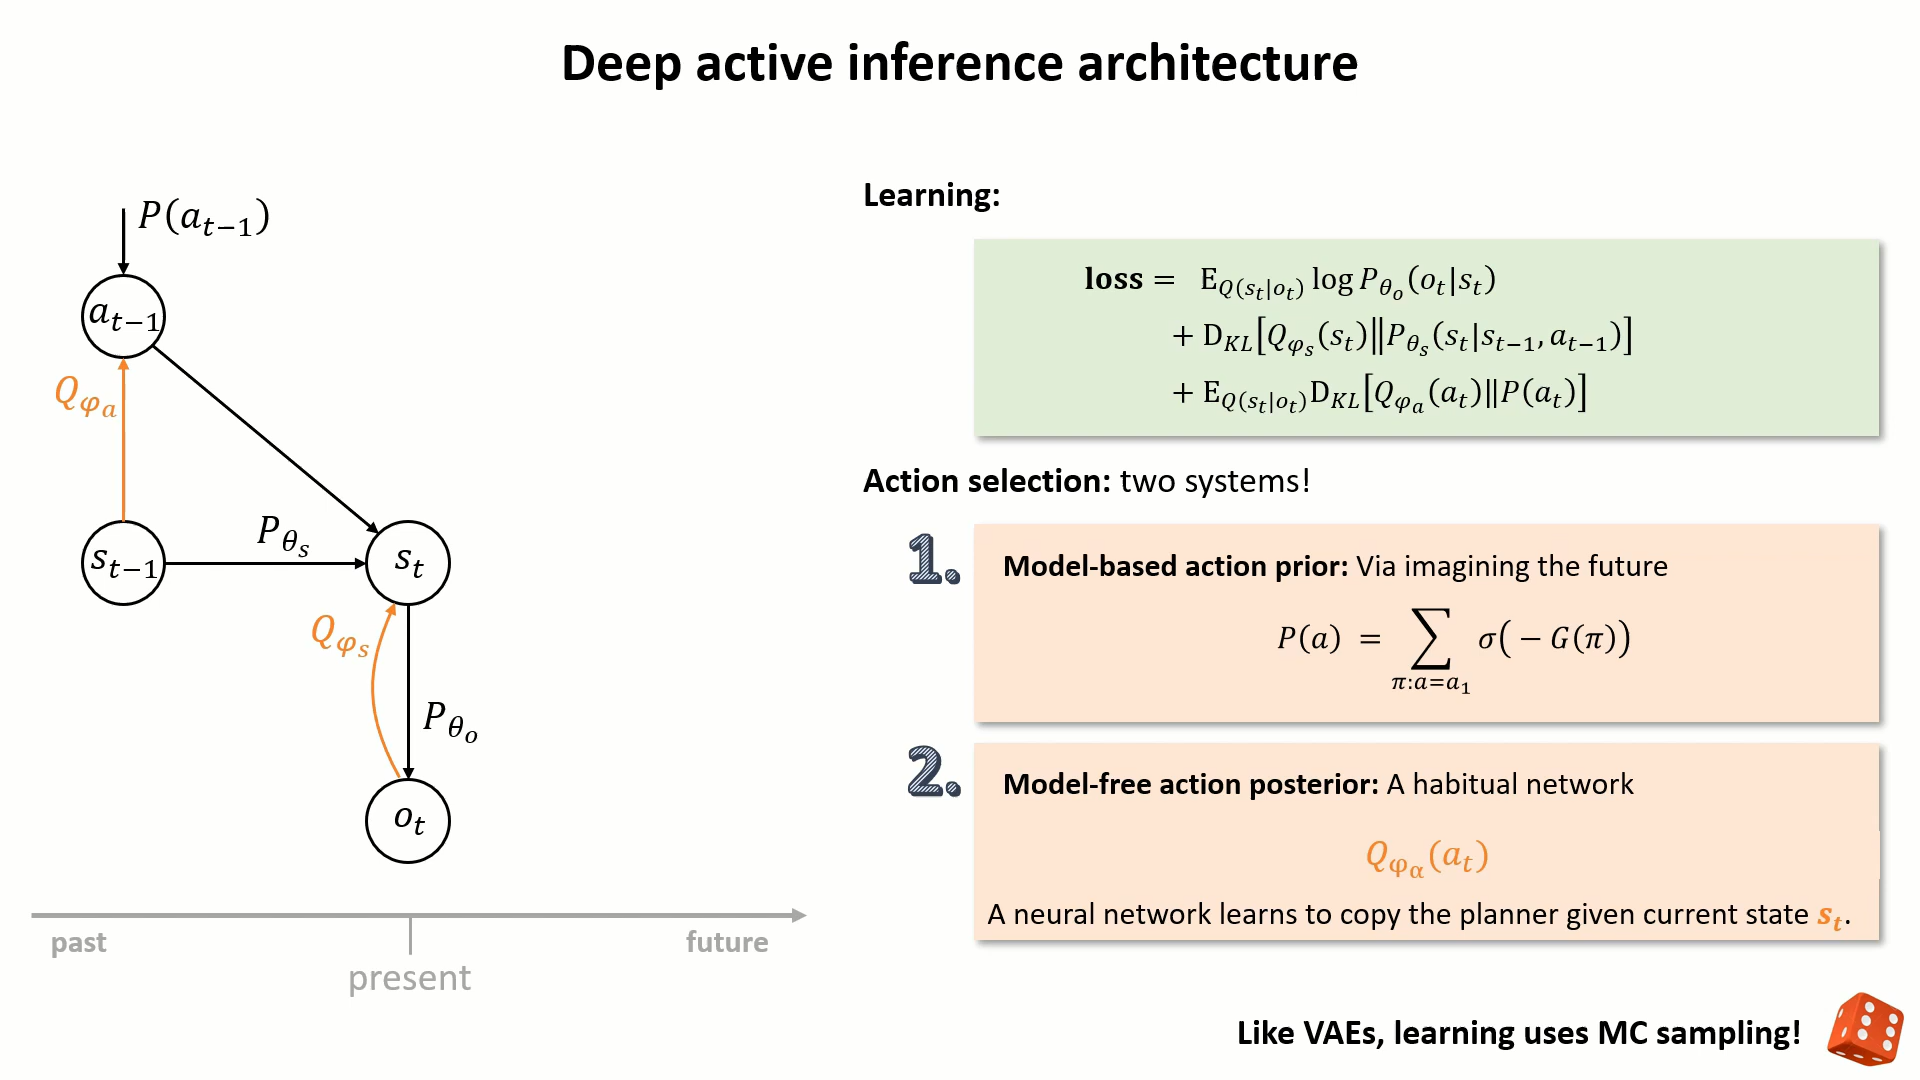 Deep active inference architecture
P(a_{t−1})
a_{t−1}
Q_{φ_a}
s_{t−1}
P_{θ_s}
s_t
Q_{φ_s}
P_{θ_o}
o_t
past
present
future
Learning:
loss = E_{Q(s_t|o_t)} log P_{θ_o}(o_t|s_t)
+ D_{KL}[Q_{φ_s}(s_t)‖P_{θ_s}(s_t|s_{t−1}, a_{t−1})]
+ E_{Q(s_t|o_t)}D_{KL}[Q_{φ_a}(a_t)‖P(a_t)]
Action selection: two systems!
1.
Model-based action prior: Via imagining the future
P(a) = ∑_{π:a=a_1} σ(− G(π))
2.
Model-free action posterior: A habitual network
Q_{φ_α}(a_t)
A neural network learns to copy the planner given current state s_t.
Like VAEs, learning uses MC sampling!